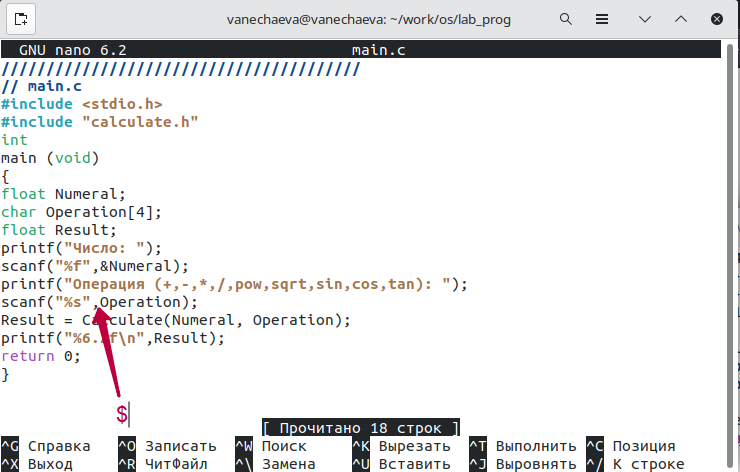 vanechaeva@vanechaeva: ~/work/os/lab_prog
GNU nano 6.2 main.c
////////////////////////////////////////
// main.c
#include <stdio.h>
#include "calculate.h"
int
main (void)
{
float Numeral;
char Operation[4];
float Result;
printf("Число: ");
scanf("%f",&Numeral);
printf("Операция (+,-,*,/,pow,sqrt,sin,cos,tan): ");
scanf("%s",Operation);
Result = Calculate(Numeral, Operation);
printf("%6.2f\n",Result);
return 0;
}
$
[ Прочитано 18 строк ]
^G Справка ^O Записать ^W Поиск ^K Вырезать ^T Выполнить ^C Позиция
^X Выход ^R ЧитФайл ^\ Замена ^U Вставить ^J Выровнять ^/ К строке